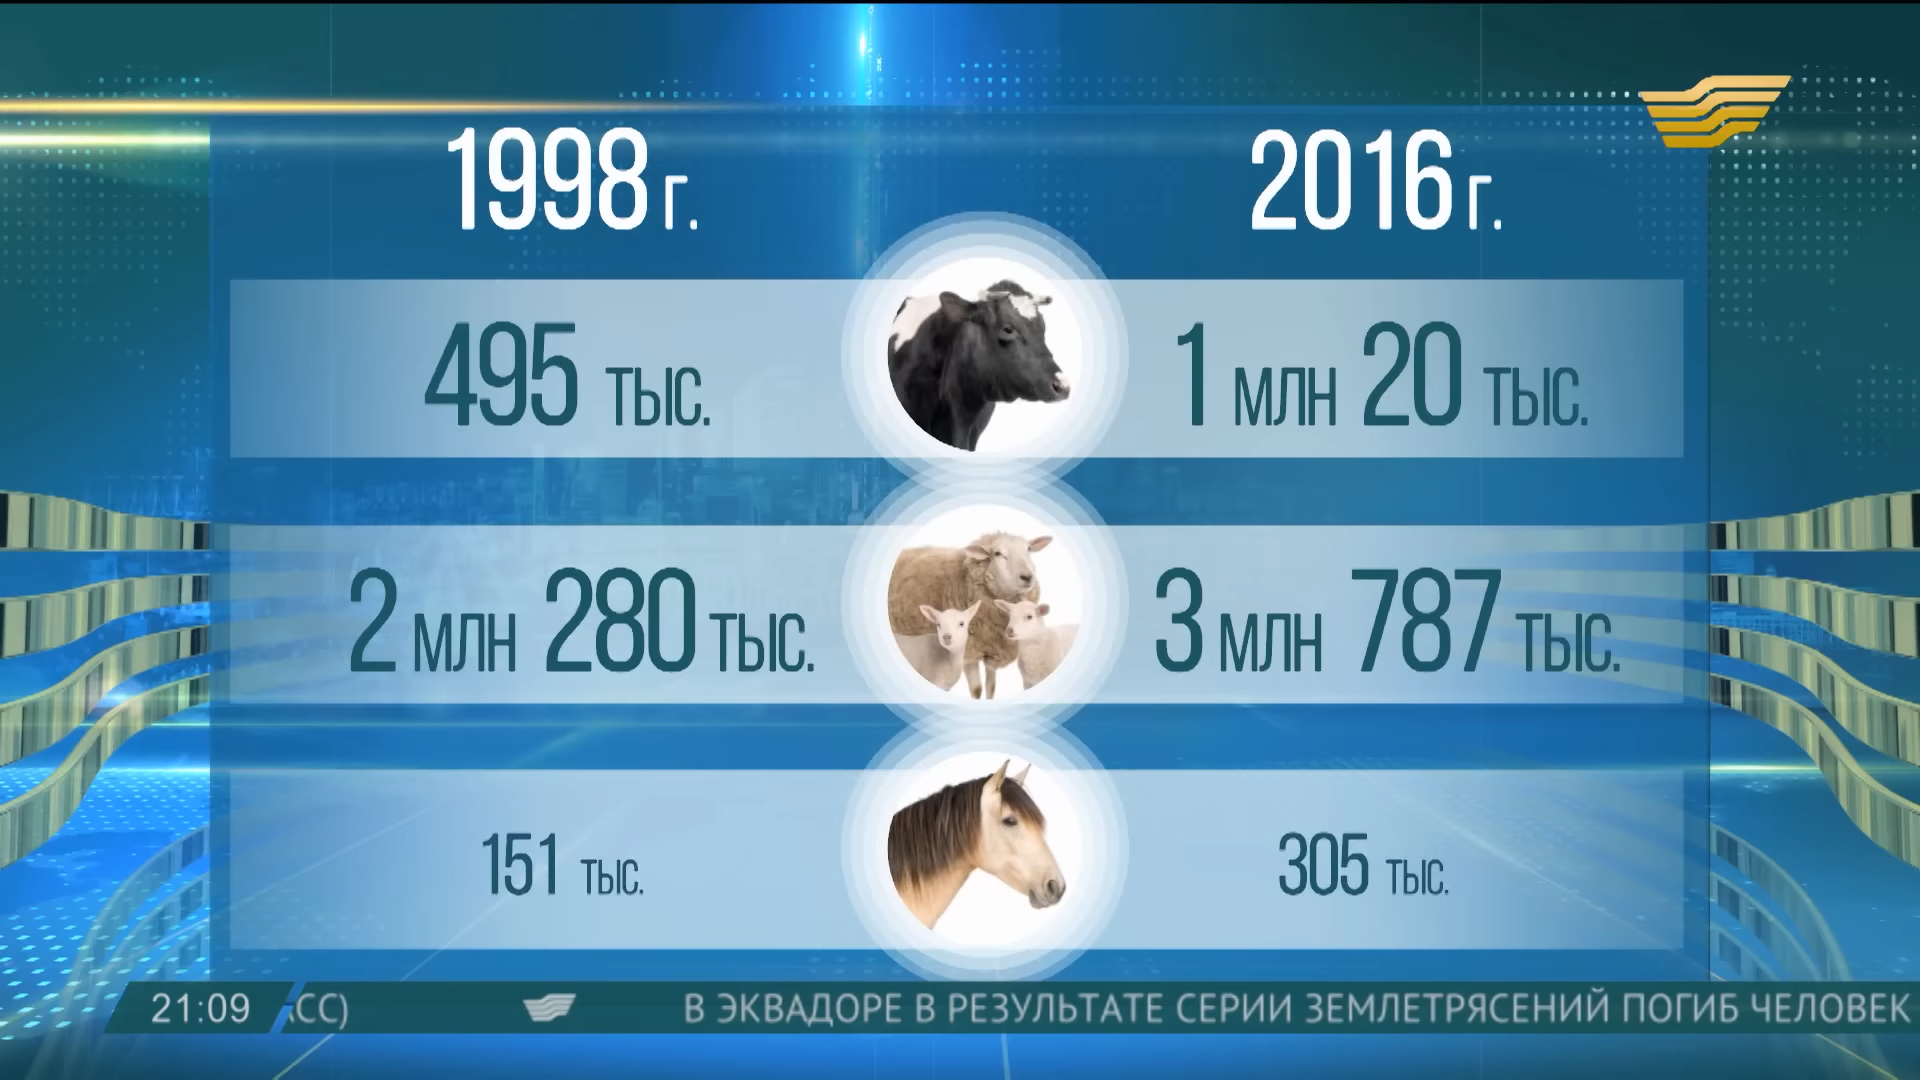 1998 г.
2016 г.
495 тыс.
1 млн 20 тыс.
2 млн 280 тыс.
3 млн 787 тыс.
151 тыс.
305 тыс.
21:09
СС)
В ЭКВАДОРЕ В РЕЗУЛЬТАТЕ СЕРИИ ЗЕМЛЕТРЯСЕНИЙ ПОГИБ ЧЕЛОВЕК